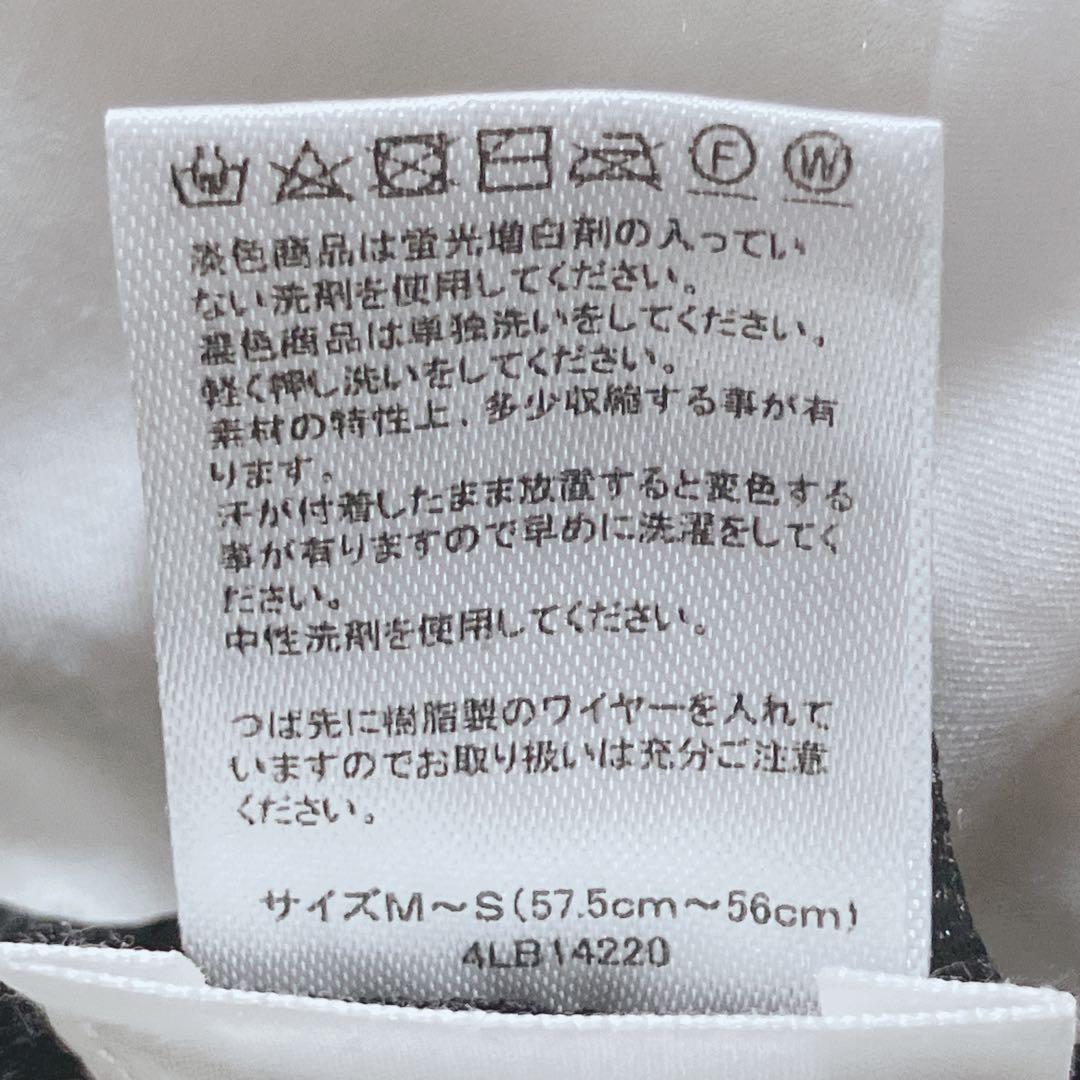 F W
淡色商品は蛍光増白剤の入ってい
ない洗剤を使用してください。
濃色商品は単独洗いをしてください。
軽く押し洗いをしてください。
素材の特性上、多少収縮する事が有
ります。
汗が付着したまま放置すると変色する
事が有りますので早めに洗濯をしてく
ださい。
中性洗剤を使用してください。
つば先に樹脂製のワイヤーを入れて
いますのでお取り扱いは充分ご注意
ください。
サイズM～S(57.5cm～56cm)
4LB14220